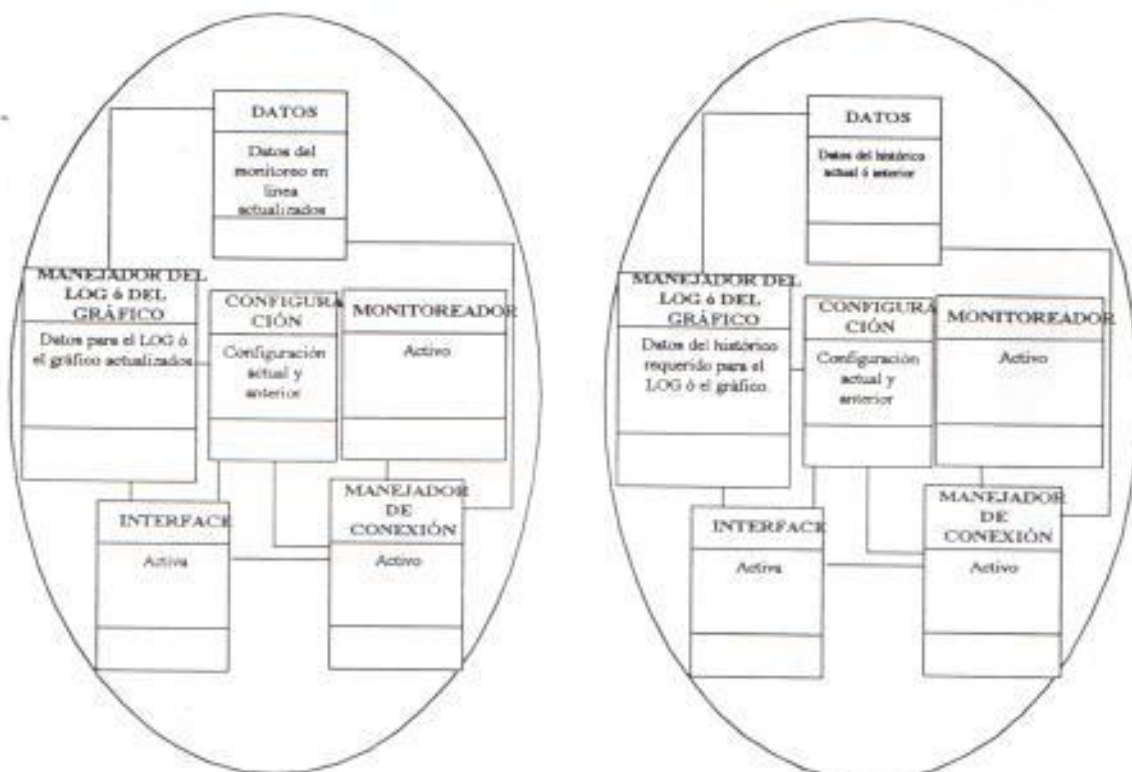 DATOS
Datos del
monitoreo en
línea
actualizados
MANEJADOR DEL
LOG ó DEL
GRÁFICO
Datos para el LOG ó
el gráfico actualizados
CONFIGURA
CIÓN
Configuración
actual y
anterior
MONITOREADOR
Activo
INTERFACE
Activa
MANEJADOR
DE
CONEXIÓN
Activo
DATOS
Datos del histórico
actual ó anterior
MANEJADOR DEL
LOG ó DEL
GRÁFICO
Datos del histórico
requerido para el
LOG ó el gráfico.
CONFIGURA
CIÓN
Configuración
actual y
anterior
MONITOREADOR
Activo
INTERFACE
Activa
MANEJADOR
DE
CONEXIÓN
Activo